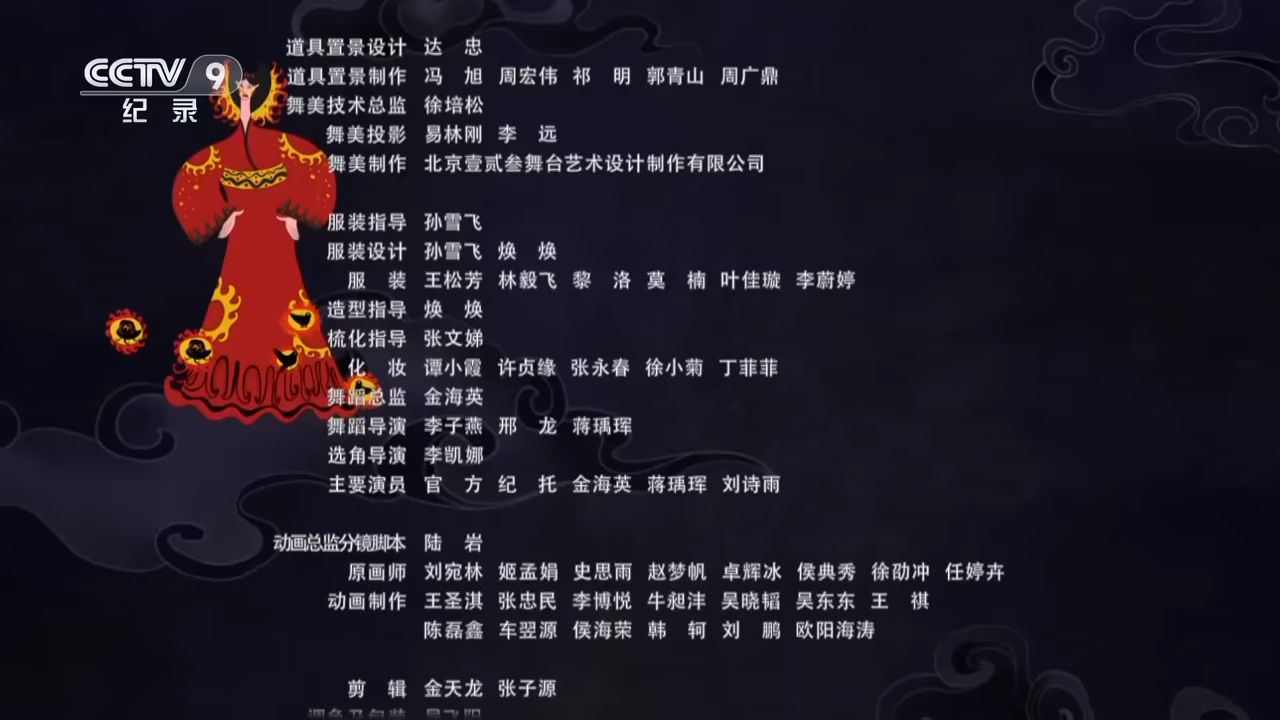 CCTV 9
纪 录
道具置景设计 达 忠
道具置景制作 冯 旭 周宏伟 祁 明 郭青山 周广鼎
舞美技术总监 徐培松
舞美投影 易林刚 李 远
舞美制作 北京壹贰叁舞台艺术设计制作有限公司
服装指导 孙雪飞
服装设计 孙雪飞 焕 焕
服 装 王松芳 林毅飞 黎 洛 莫 楠 叶佳璇 李蔚婷
造型指导 焕 焕
梳化指导 张文娣
化 妆 谭小霞 许贞缘 张永春 徐小菊 丁菲菲
舞蹈总监 金海英
舞蹈导演 李子燕 邢 龙 蒋瑀珲
选角导演 李凯娜
主要演员 官 方 纪 托 金海英 蒋瑀珲 刘诗雨
动画总监分镜脚本 陆 岩
原画师 刘宛林 姬孟娟 史思雨 赵梦帆 卓辉冰 侯典秀 徐劭冲 任婷卉
动画制作 王圣淇 张忠民 李博悦 牛昶沣 吴晓韬 吴东东 王 祺
陈磊鑫 车翌源 侯海荣 韩 轲 刘 鹏 欧阳海涛
剪 辑 金天龙 张子源